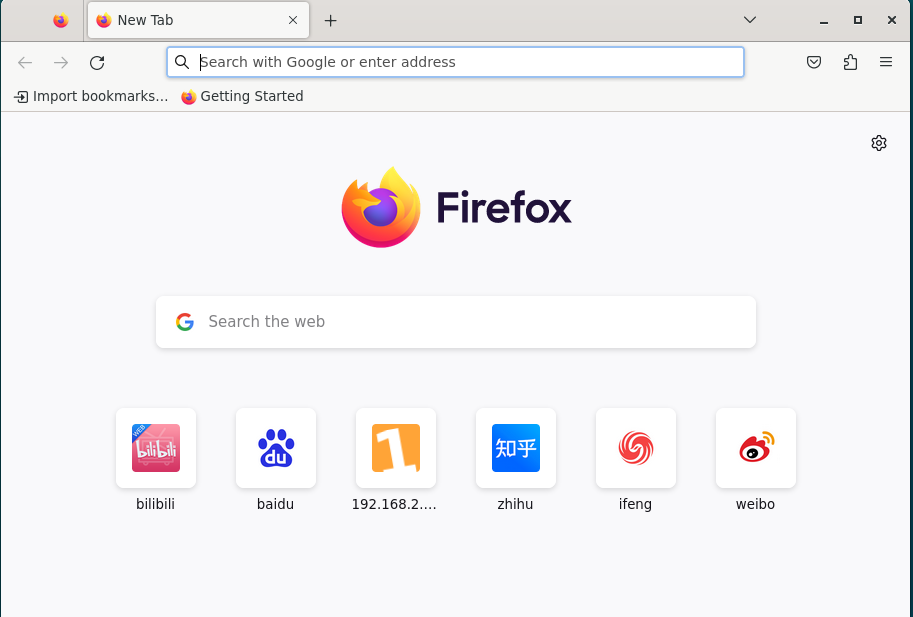 New Tab
Search with Google or enter address
Import bookmarks…
Getting Started
Firefox
Search the web
WEB
bilibili
du
知乎
bilibili
baidu
192.168.2.…
zhihu
ifeng
weibo